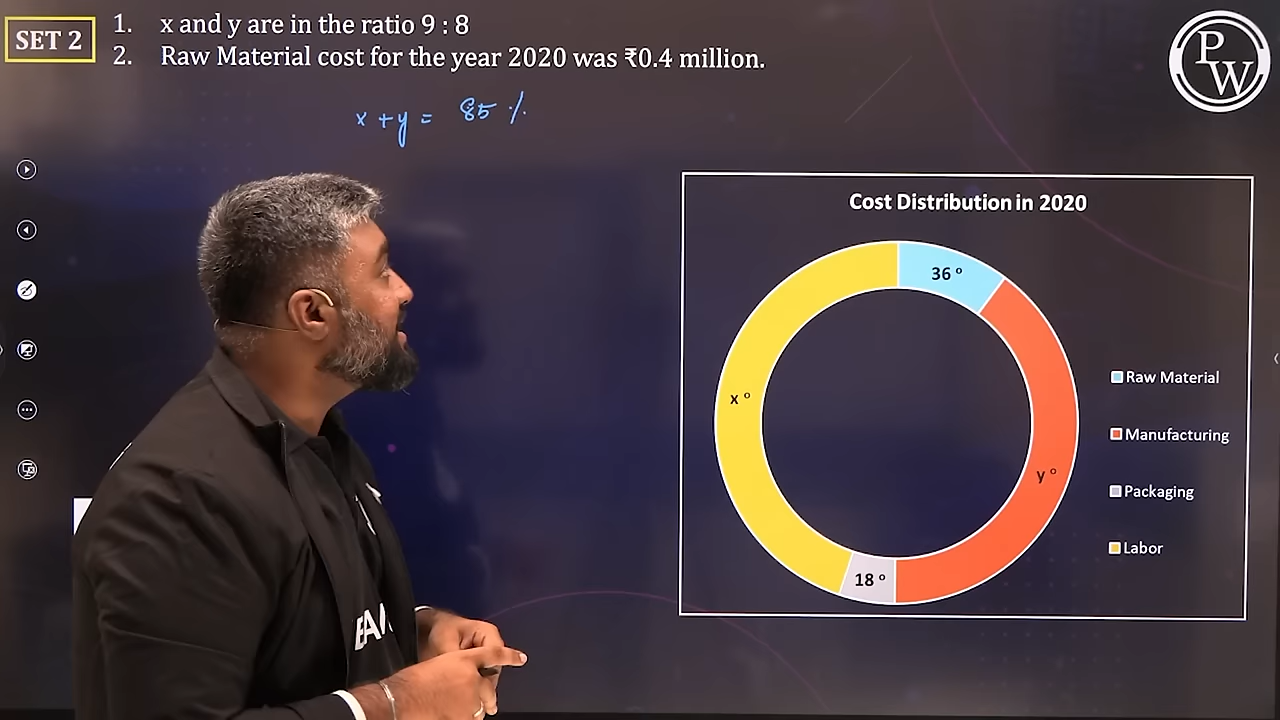 SET 2
1. x and y are in the ratio 9 : 8
2. Raw Material cost for the year 2020 was ₹0.4 million.
PW
x + y = 85 %
Cost Distribution in 2020
36 °
x °
y °
18 °
Raw Material
Manufacturing
Packaging
Labor